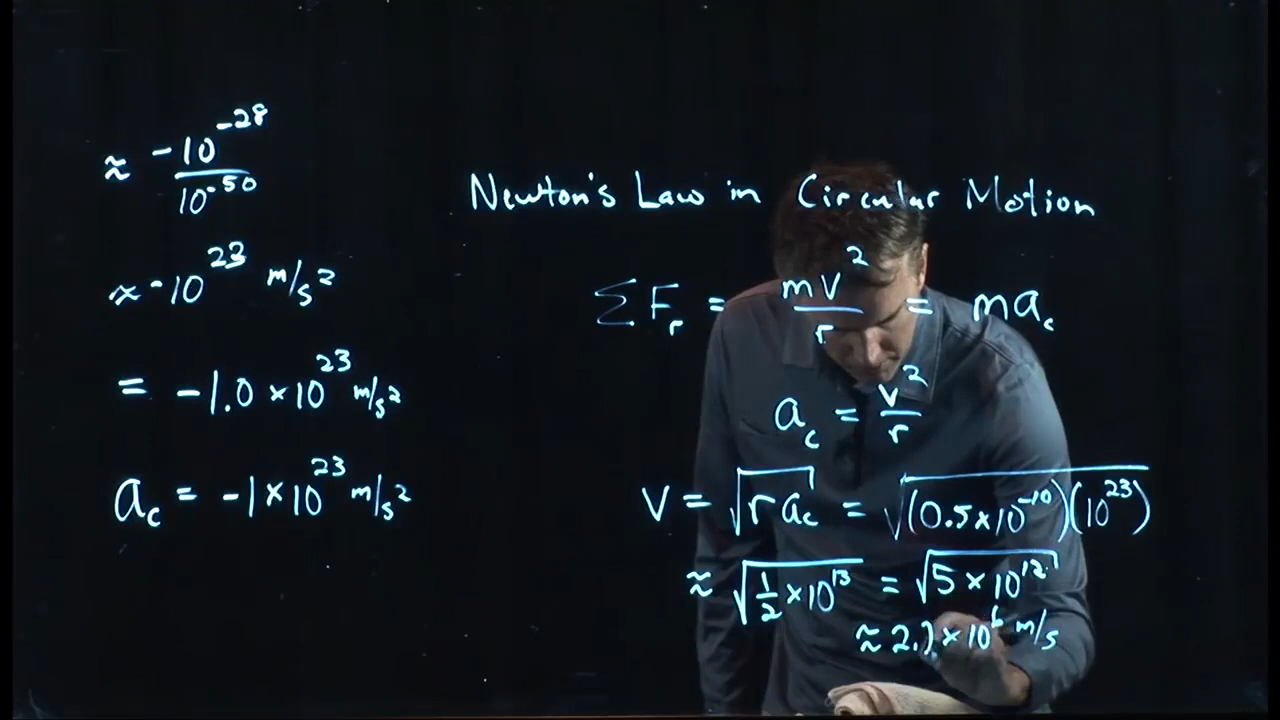 ≈ -10^-28 / 10^-50
≈ -10^23 m/s²
= -1.0 × 10^23 m/s²
a_c = -1 × 10^23 m/s²
Newton's Law in Circular Motion
ΣF_r = mv²/r = ma_c
a_c = v²/r
v = √(r a_c) = √((0.5×10^-10)(10^23))
≈ √(1/2 × 10^13) = √(5 × 10^12)
× 10^6 m/s